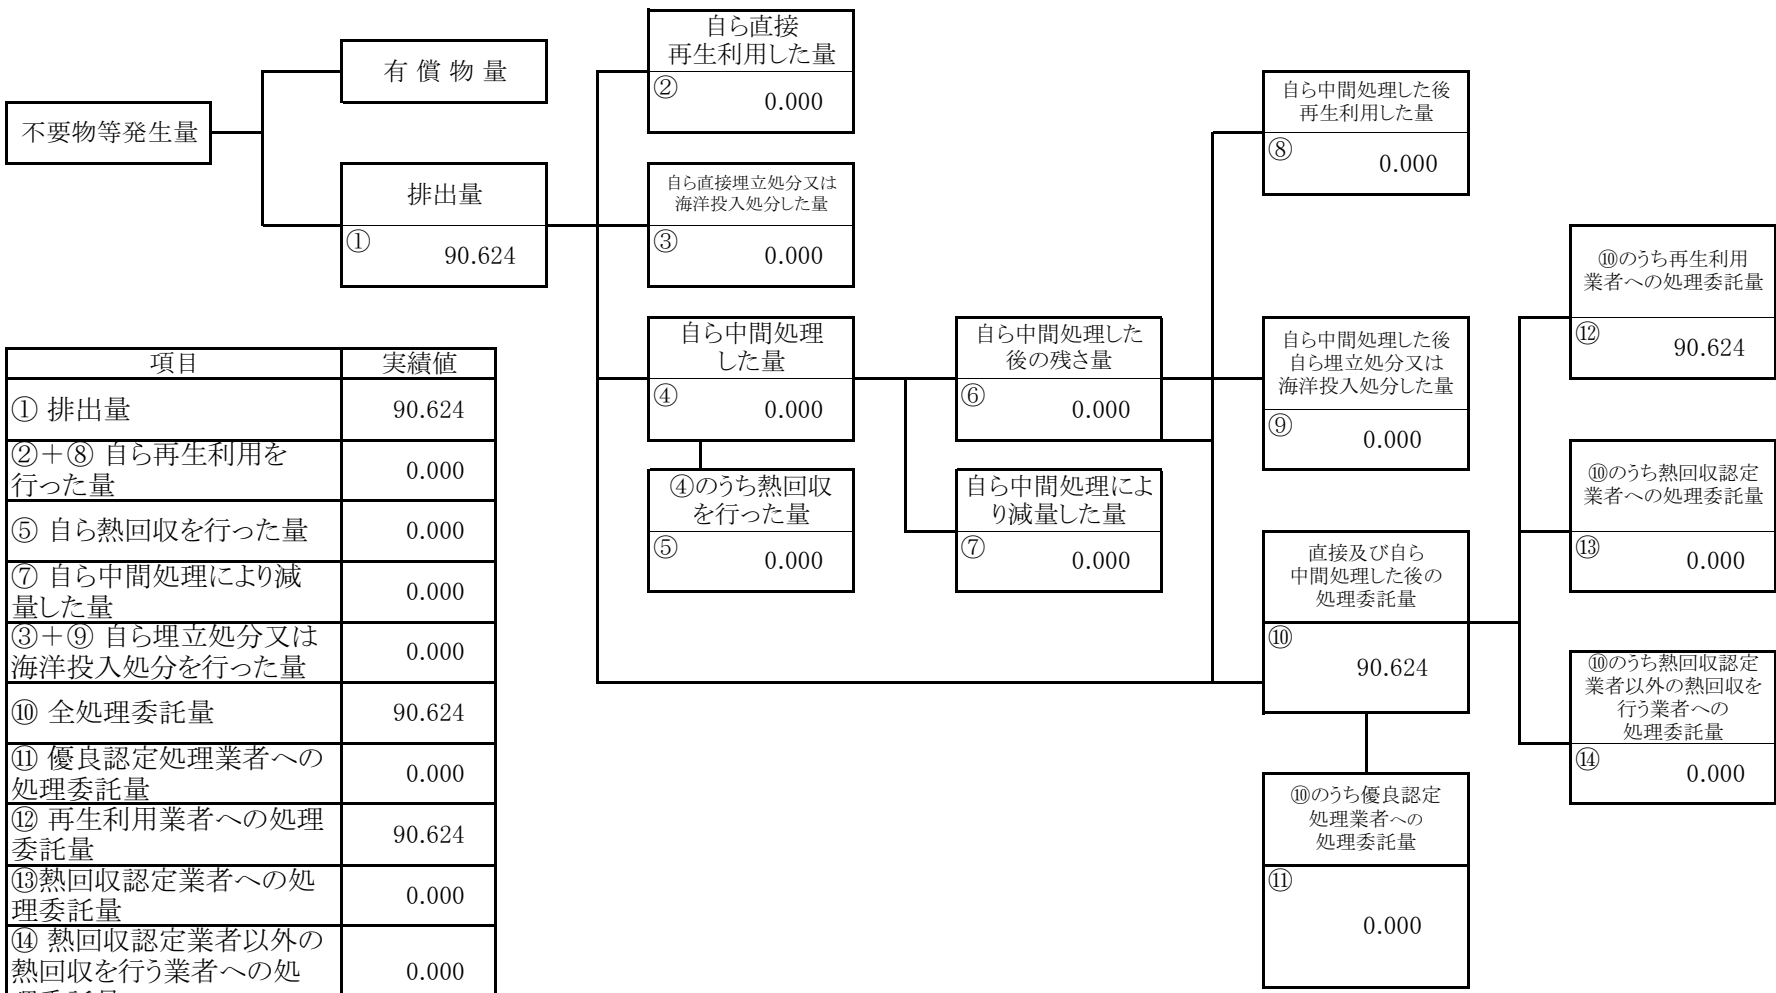 不要物等発生量
有 償 物 量
排出量
①
90.624
自ら直接
再生利用した量
②
0.000
自ら直接埋立処分又は
海洋投入処分した量
③
0.000
自ら中間処理
した量
④
0.000
④のうち熱回収
を行った量
⑤
0.000
自ら中間処理した
後の残さ量
⑥
0.000
自ら中間処理によ
り減量した量
⑦
0.000
自ら中間処理した後
再生利用した量
⑧
0.000
自ら中間処理した後
自ら埋立処分又は
海洋投入処分した量
⑨
0.000
直接及び自ら
中間処理した後の
処理委託量
⑩
90.624
⑩のうち優良認定
処理業者への
処理委託量
⑪
0.000
⑩のうち再生利用
業者への処理委託量
⑫
90.624
⑩のうち熱回収認定
業者への処理委託量
⑬
0.000
⑩のうち熱回収認定
業者以外の熱回収を
行う業者への
処理委託量
⑭
0.000
項目 実績値
① 排出量 90.624
②＋⑧ 自ら再生利用を
行った量 0.000
⑤ 自ら熱回収を行った量 0.000
⑦ 自ら中間処理により減
量した量 0.000
③＋⑨ 自ら埋立処分又は
海洋投入処分を行った量 0.000
⑩ 全処理委託量 90.624
⑪ 優良認定処理業者への
処理委託量 0.000
⑫ 再生利用業者への処理
委託量 90.624
⑬熱回収認定業者への処
理委託量 0.000
⑭ 熱回収認定業者以外の
熱回収を行う業者への処 0.000